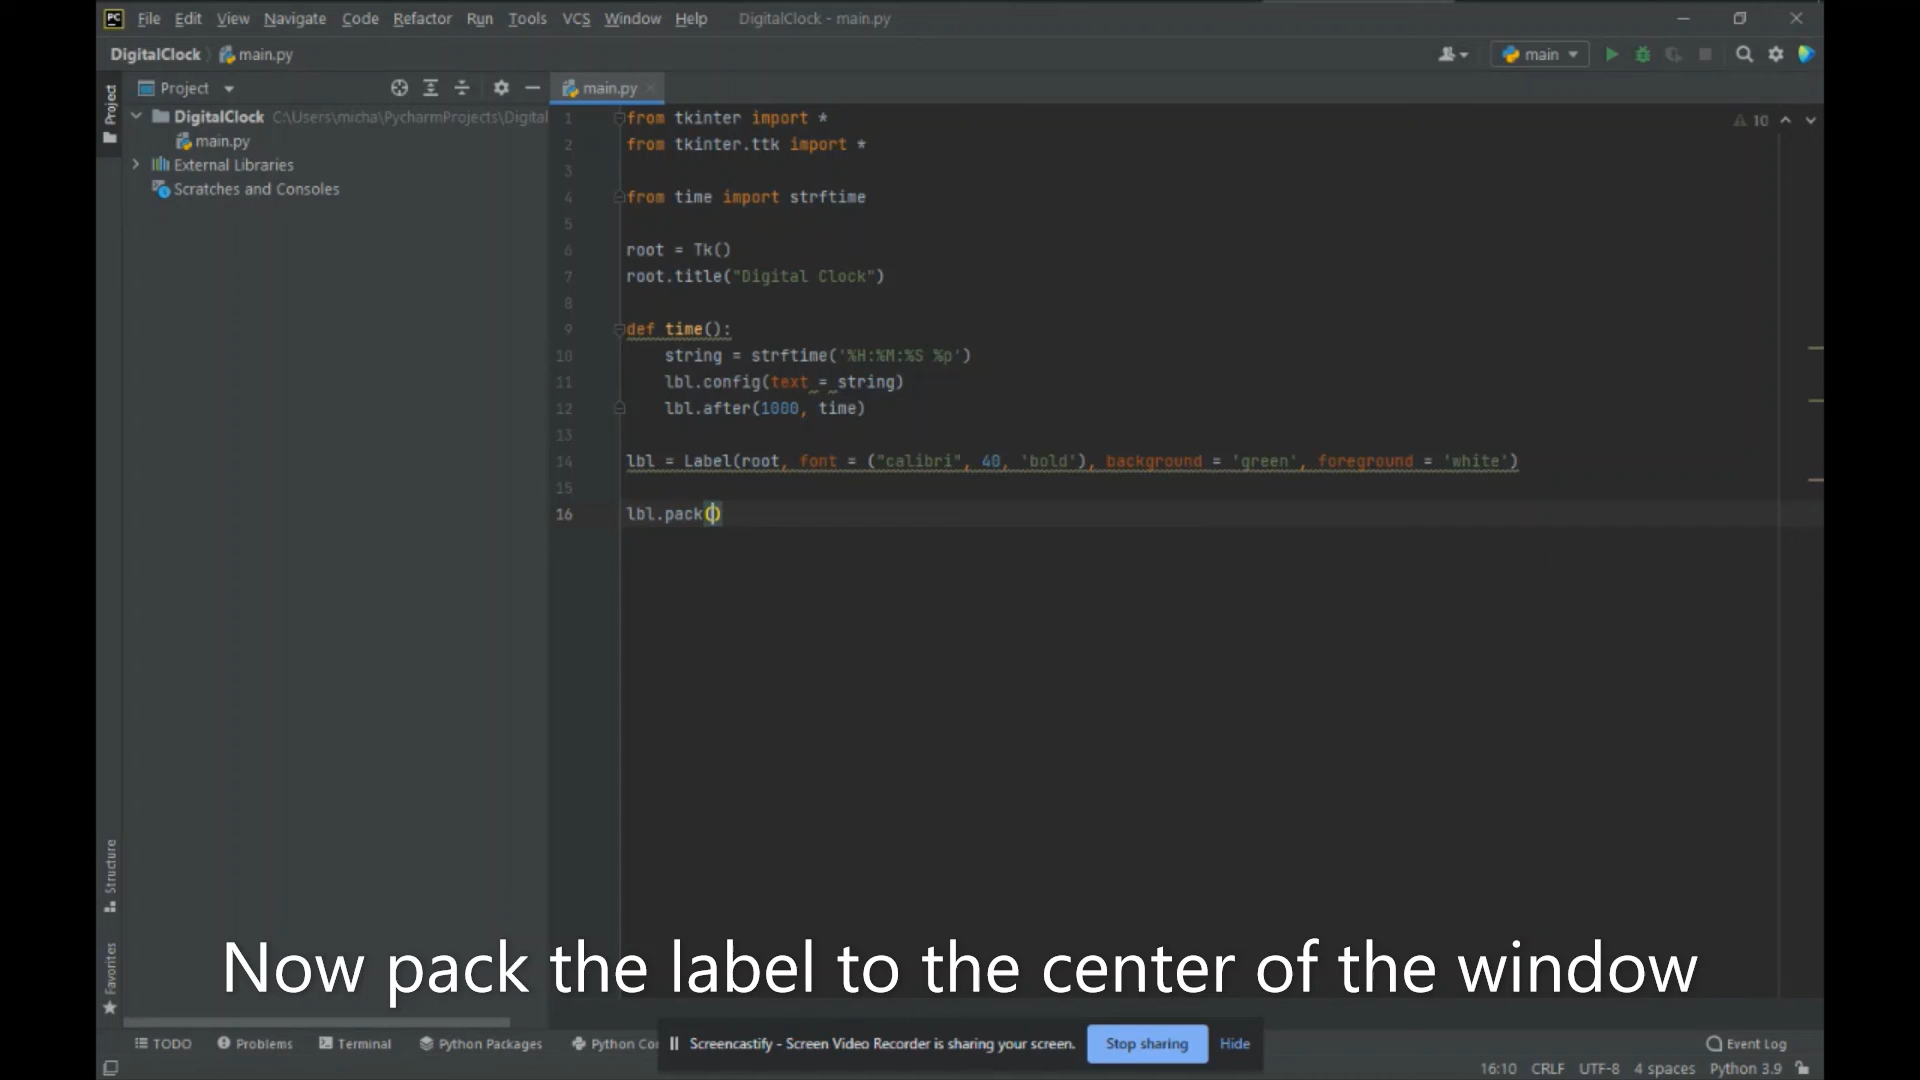 PC File Edit View Navigate Code Refactor Run Tools VCS Window Help DigitalClock - main.py
DigitalClock main.py main
Project
Project main.py
DigitalClock C:\Users\micha\PycharmProjects\Digital
main.py
External Libraries
Scratches and Consoles
10
1 from tkinter import *
2 from tkinter.ttk import *
3
4 from time import strftime
5
6 root = Tk()
7 root.title("Digital Clock")
8
9 def time():
10 string = strftime('%H:%M:%S %p')
11 lbl.config(text = string)
12 lbl.after(1000, time)
13
14 lbl = Label(root, font = ("calibri", 40, 'bold'), background = 'green', foreground = 'white')
15
16 lbl.pack()
Structure
Favorites
Now pack the label to the center of the window
TODO Problems Terminal Python Packages Python Co
Screencastify - Screen Video Recorder is sharing your screen. Stop sharing Hide
Event Log
16:10 CRLF UTF-8 4 spaces Python 3.9